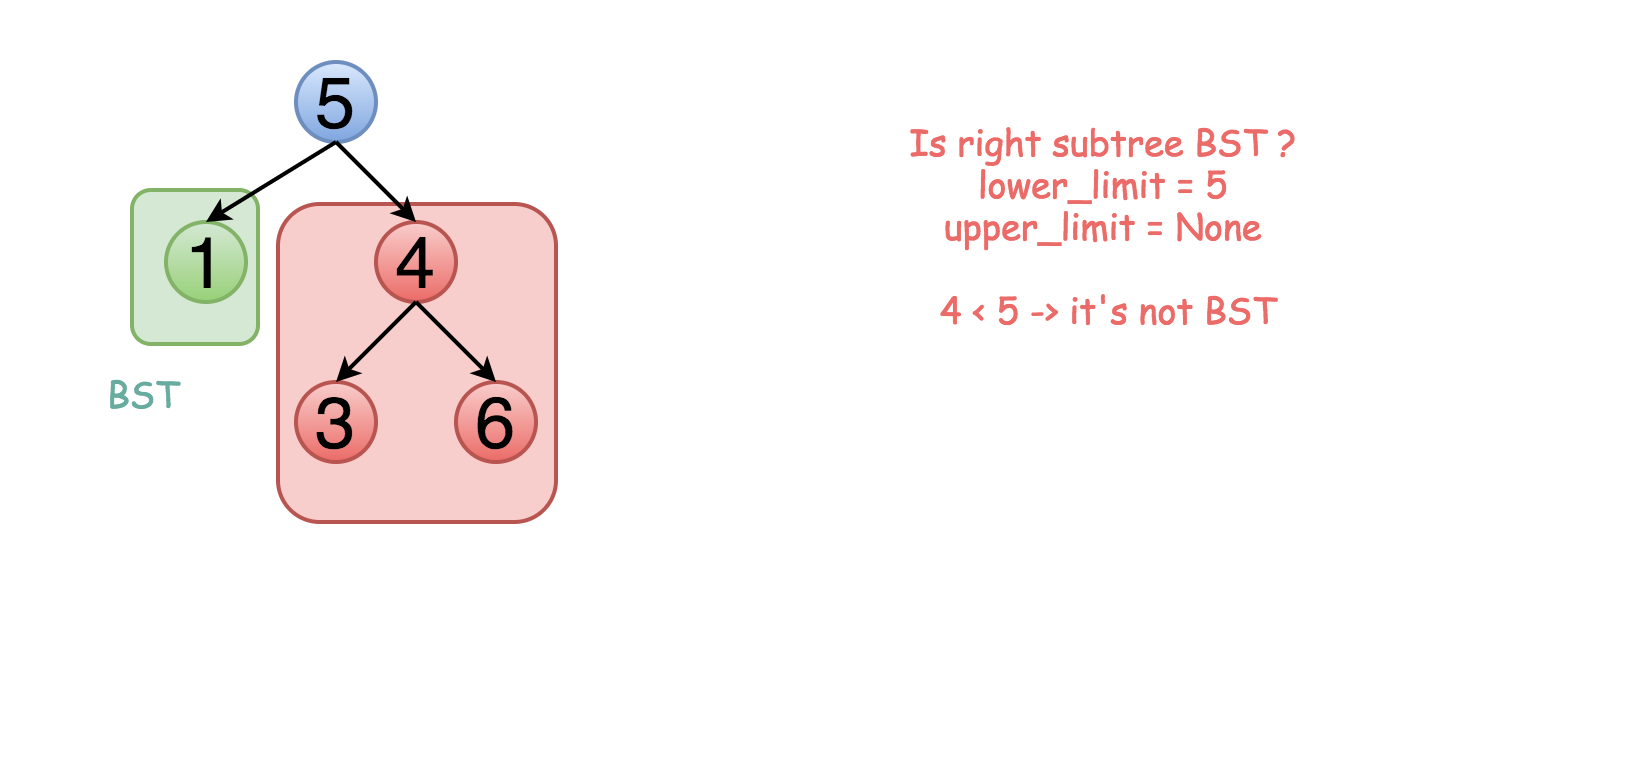 5
1
4
3
6
BST
Is right subtree BST ?
lower_limit = 5
upper_limit = None
4 < 5 -> it's not BST